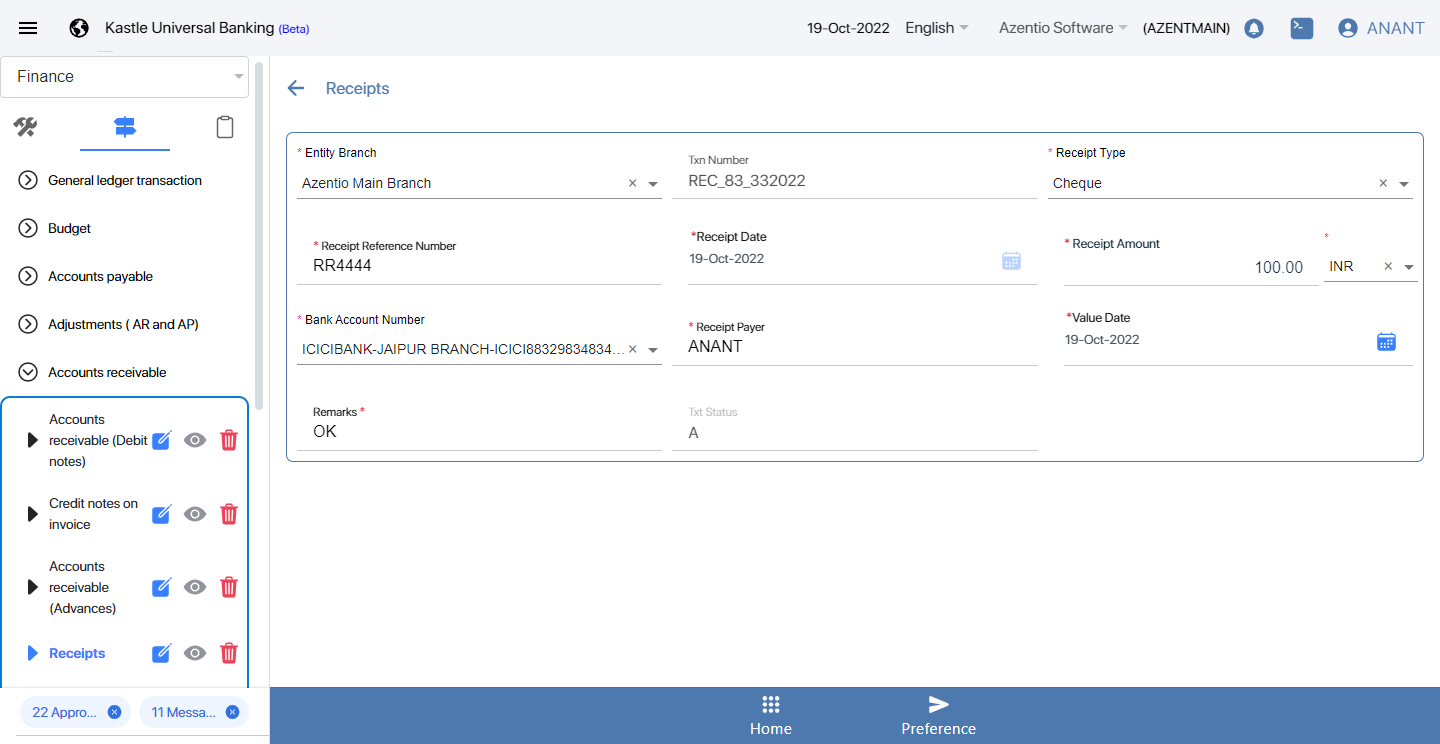 Kastle Universal Banking (Beta)
19-Oct-2022
English
Azentio Software
(AZENTMAIN)
ANANT
Finance
General ledger transaction
Budget
Accounts payable
Adjustments ( AR and AP)
Accounts receivable
Accounts
receivable (Debit
notes)
Credit notes on
invoice
Accounts
receivable
(Advances)
Receipts
22 Appro...
11 Messa...
Receipts
* Entity Branch
Azentio Main Branch
Txn Number
REC_83_332022
* Receipt Type
Cheque
* Receipt Reference Number
RR4444
*Receipt Date
19-Oct-2022
* Receipt Amount
100.00
*
INR
* Bank Account Number
ICICIBANK-JAIPUR BRANCH-ICICI88329834834...
* Receipt Payer
ANANT
*Value Date
19-Oct-2022
Remarks *
OK
Txt Status
A
Home
Preference